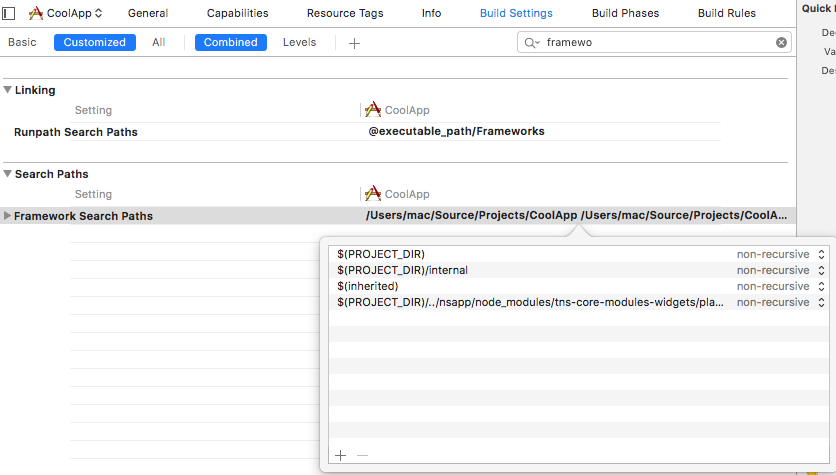 CoolApp General Capabilities Resource Tags Info Build Settings Build Phases Build Rules Quick
Basic Customized All Combined Levels + framewo
Linking
Setting CoolApp
Runpath Search Paths @executable_path/Frameworks
Search Paths
Setting CoolApp
Framework Search Paths /Users/mac/Source/Projects/CoolApp /Users/mac/Source/Projects/CoolA...
$(PROJECT_DIR) non-recursive
$(PROJECT_DIR)/internal non-recursive
$(inherited) non-recursive
$(PROJECT_DIR)/../nsapp/node_modules/tns-core-modules-widgets/pla... non-recursive
+ —